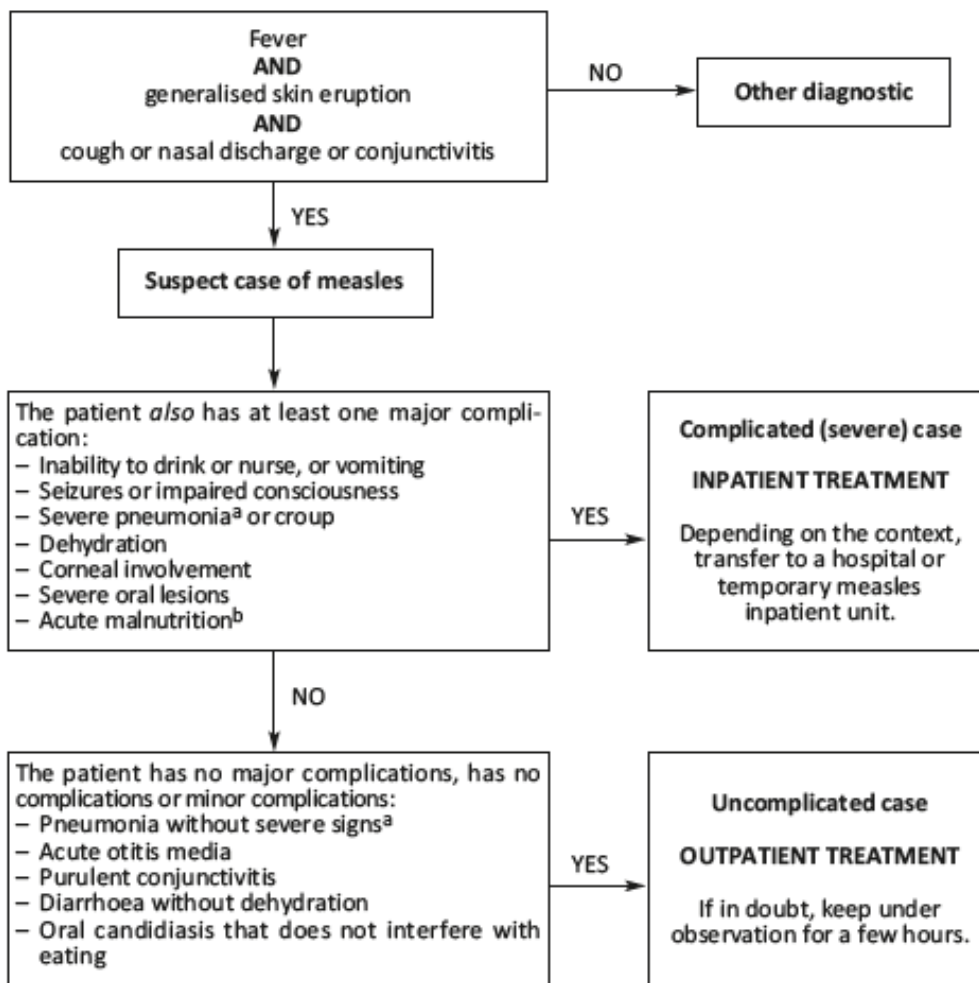 Fever
AND
generalised skin eruption
AND
cough or nasal discharge or conjunctivitis
NO
Other diagnostic
YES
Suspect case of measles
The patient also has at least one major compli-
cation:
– Inability to drink or nurse, or vomiting
– Seizures or impaired consciousness
– Severe pneumoniaᵃ or croup
– Dehydration
– Corneal involvement
– Severe oral lesions
– Acute malnutritionᵇ
YES
Complicated (severe) case
INPATIENT TREATMENT
Depending on the context,
transfer to a hospital or
temporary measles
inpatient unit.
NO
The patient has no major complications, has no
complications or minor complications:
– Pneumonia without severe signsᵃ
– Acute otitis media
– Purulent conjunctivitis
– Diarrhoea without dehydration
– Oral candidiasis that does not interfere with
eating
YES
Uncomplicated case
OUTPATIENT TREATMENT
If in doubt, keep under
observation for a few hours.